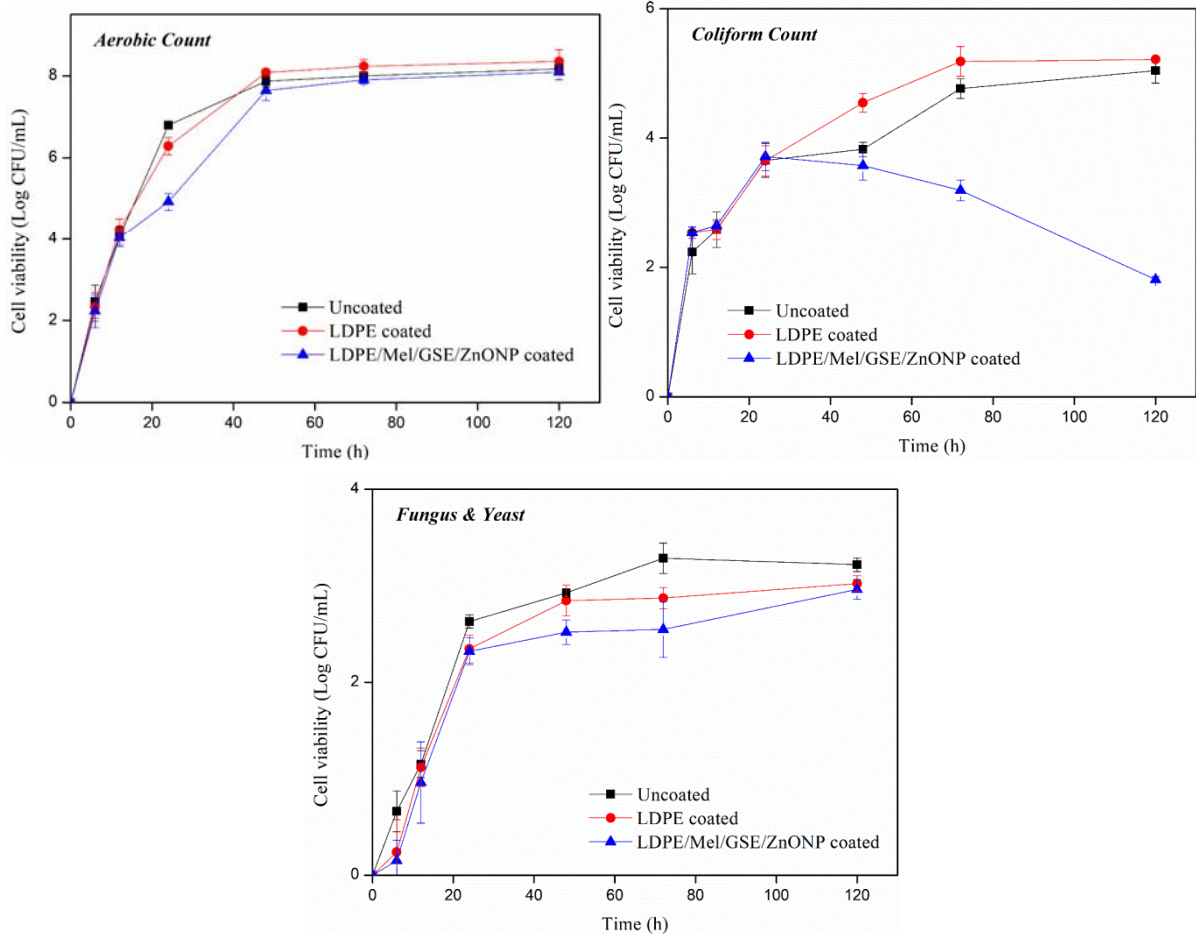 Aerobic Count
8
6
4
2
0
Cell viability (Log CFU/mL)
Uncoated
LDPE coated
LDPE/Mel/GSE/ZnONP coated
0 20 40 60 80 100 120
Time (h)
Coliform Count
6
4
2
0
Cell viability (Log CFU/mL)
Uncoated
LDPE coated
LDPE/Mel/GSE/ZnONP coated
0 20 40 60 80 100 120
Time (h)
Fungus & Yeast
4
2
0
Cell viability (Log CFU/mL)
Uncoated
LDPE coated
LDPE/Mel/GSE/ZnONP coated
0 20 40 60 80 100 120
Time (h)